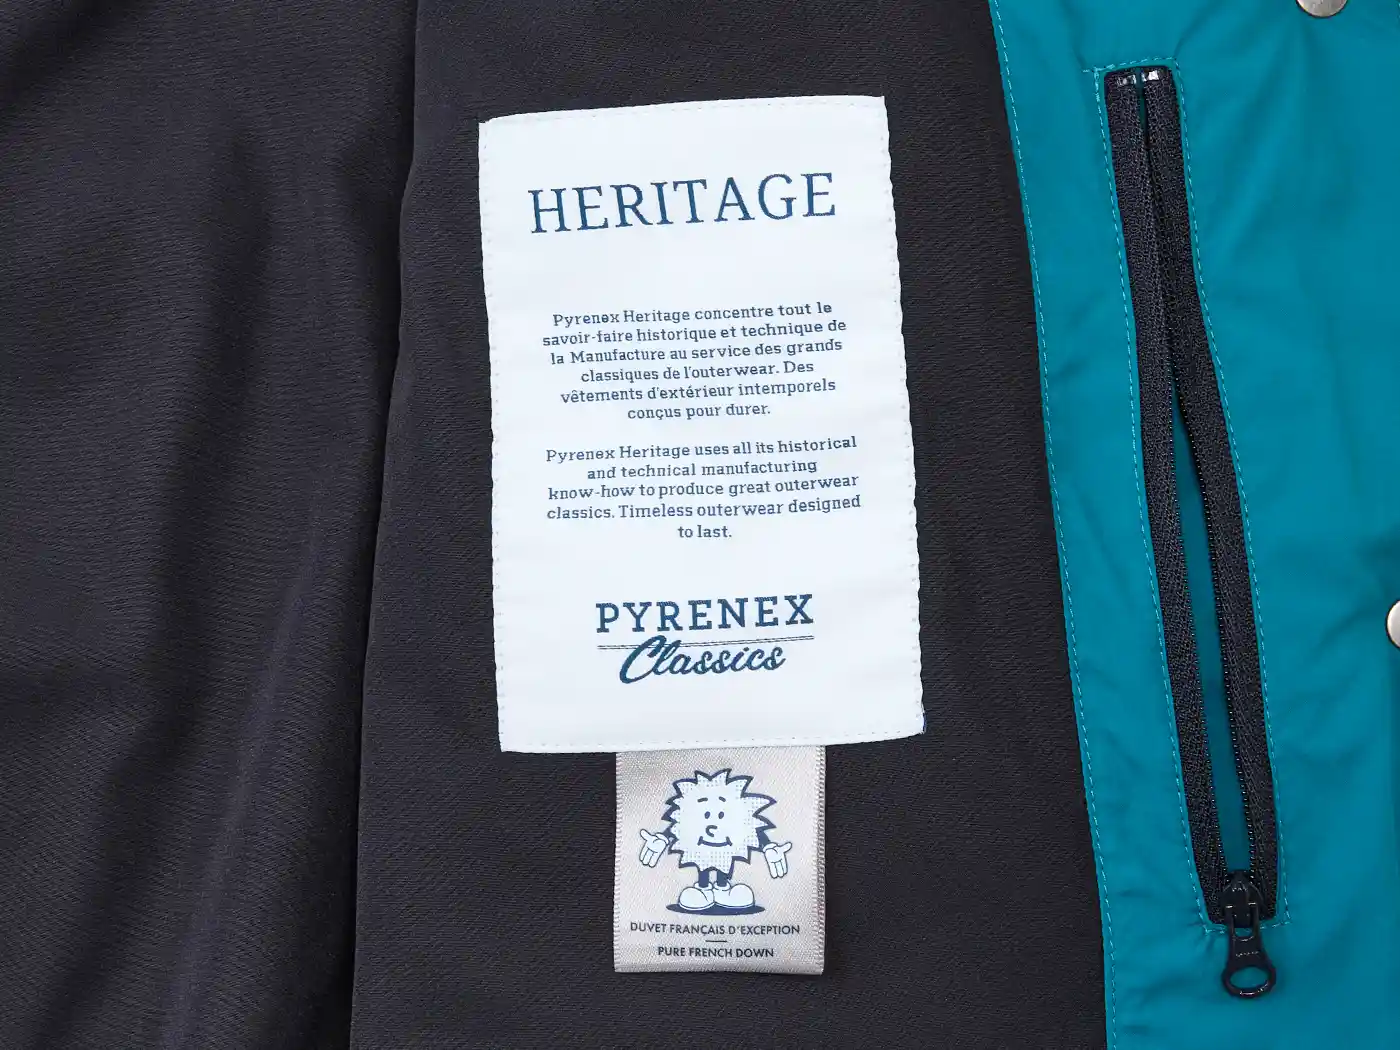 HERITAGE
Pyrenex Heritage concentre tout le
savoir-faire historique et technique de
la Manufacture au service des grands
classiques de l'outerwear. Des
vêtements d'extérieur intemporels
conçus pour durer.
Pyrenex Heritage uses all its historical
and technical manufacturing
know-how to produce great outerwear
classics. Timeless outerwear designed
to last.
PYRENEX
Classics
DUVET FRANÇAIS D'EXCEPTION
PURE FRENCH DOWN